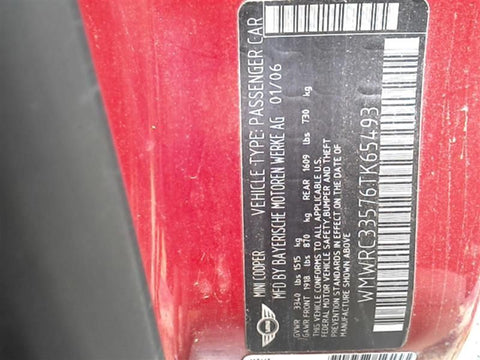 MINI COOPER VEHICLE TYPE: PASSENGER CAR
MFD BY BAYERISCHE MOTOREN WERKE AG 01/06
GVWR 3340 lbs 1515 kg
GAWR FRONT 1918 lbs 870 kg REAR 1609 lbs 730 kg
THIS VEHICLE CONFORMS TO ALL APPLICABLE U.S.
FEDERAL MOTOR VEHICLE SAFETY, BUMPER AND THEFT
PREVENTION STANDARDS IN EFFECT ON THE DATE OF
MANUFACTURE SHOWN ABOVE.
WMWRC33576TK65493
MINI